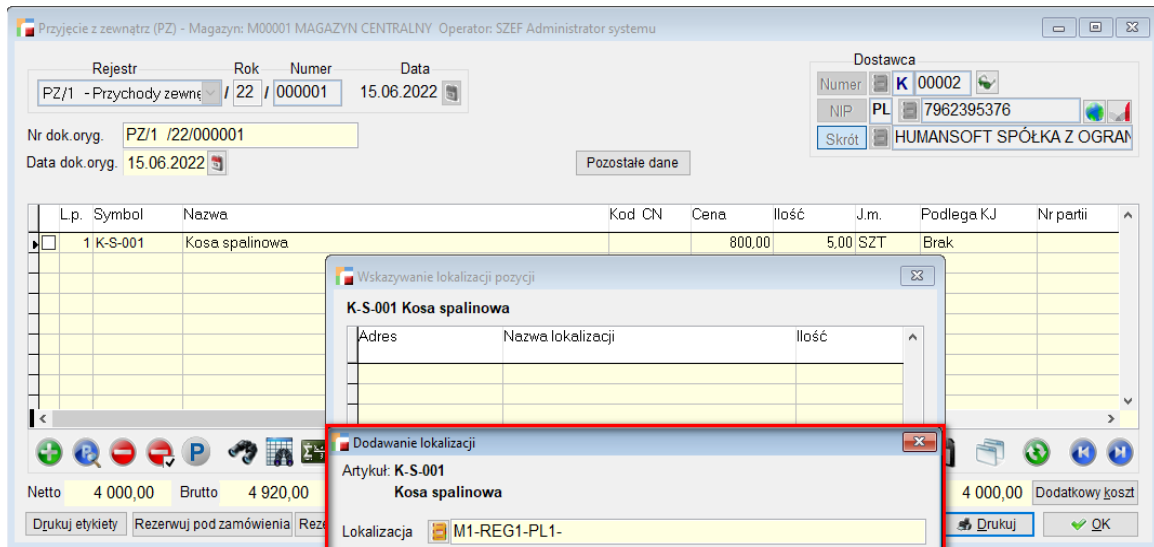 Przyjęcie z zewnątrz (PZ) - Magazyn: M00001 MAGAZYN CENTRALNY Operator: SZEF Administrator systemu
Rejestr Rok Numer Data
PZ/1 - Przychody zewnę / 22 / 000001 15.06.2022
Dostawca
Numer K 00002
NIP PL 7962395376
Skrót HUMANSOFT SPÓŁKA Z OGRAN
Nr dok.oryg. PZ/1 /22/000001
Data dok.oryg. 15.06.2022
Pozostałe dane
L.p. Symbol Nazwa Kod CN Cena Ilość J.m. Podlega KJ Nr partii
1 K-S-001 Kosa spalinowa 800,00 5,00 SZT Brak
Wskazywanie lokalizacji pozycji
K-S-001 Kosa spalinowa
Adres Nazwa lokalizacji Ilość
Dodawanie lokalizacji
Artykuł: K-S-001
Kosa spalinowa
Lokalizacja M1-REG1-PL1-
Netto 4 000,00 Brutto 4 920,00
4 000,00 Dodatkowy koszt
Drukuj etykiety Rezerwuj pod zamówienia Reze
Drukuj OK